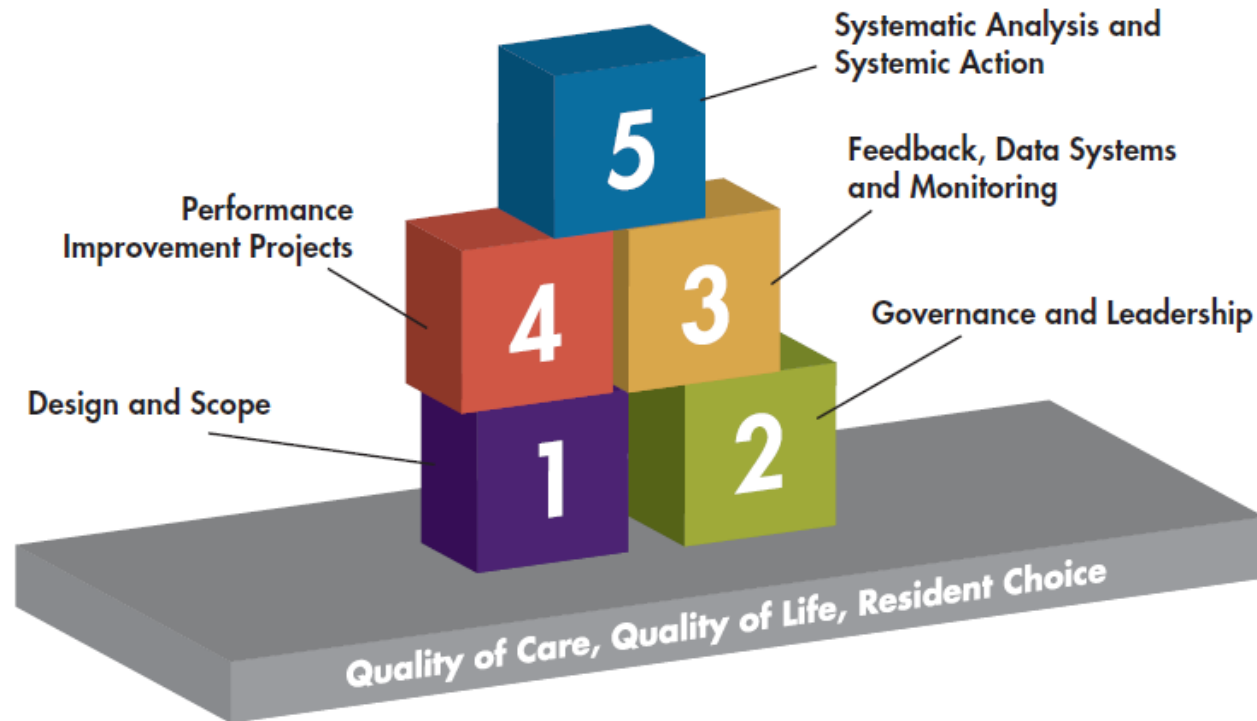 Systematic Analysis and
Systemic Action
5
Feedback, Data Systems
and Monitoring
Performance
Improvement Projects
4
3
Governance and Leadership
Design and Scope
1
2
Quality of Care, Quality of Life, Resident Choice